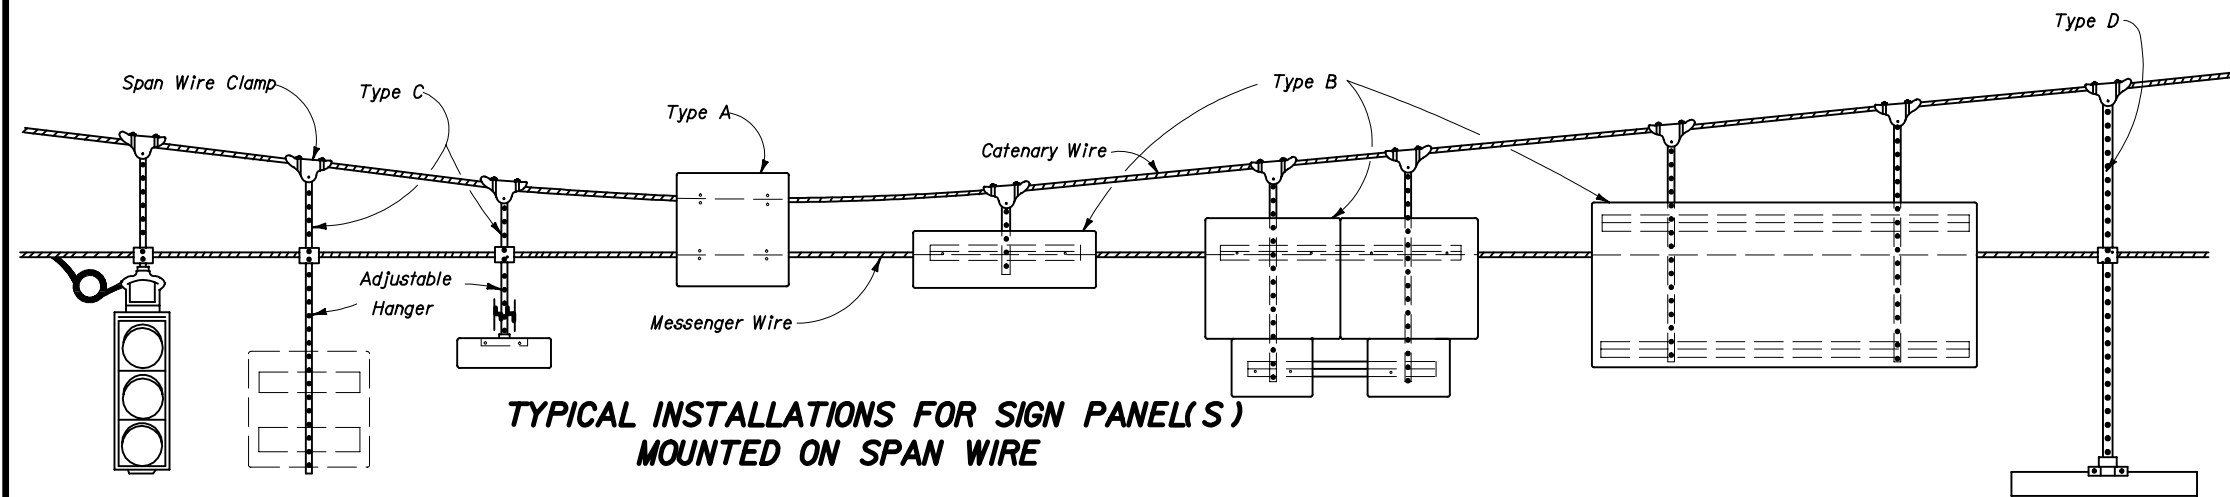 Type D
Span Wire Clamp
Type C
Type B
Type A
Catenary Wire
Adjustable
Hanger
Messenger Wire
TYPICAL INSTALLATIONS FOR SIGN PANEL(S)
MOUNTED ON SPAN WIRE